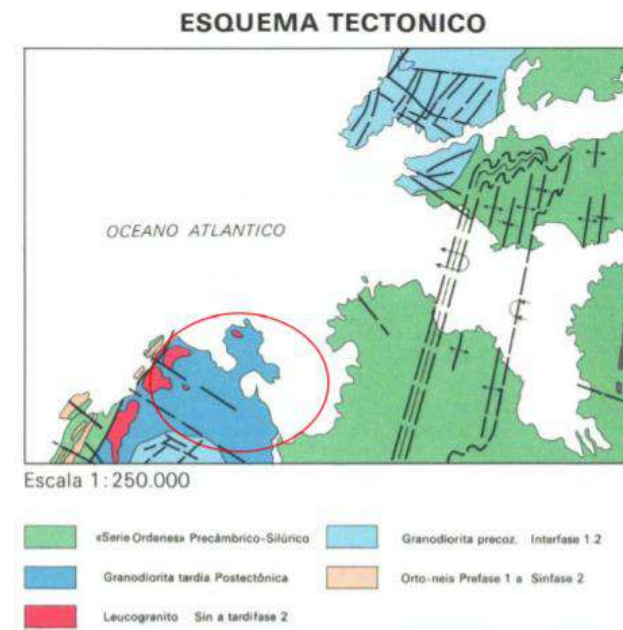 ESQUEMA TECTONICO
OCEANO ATLANTICO
Escala 1:250.000
«Serie Ordenes» Precámbrico-Silúrico
Granodiorita precoz. Interfase 1.2
Granodiorita tardía Postectônica
Orto-neis Prefase 1 a Sinfase 2
Leucogranito Sin a tardifase 2